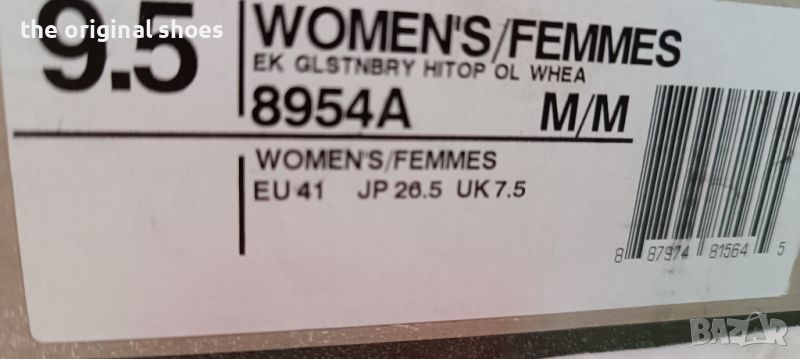 the original shoes
9.5
WOMEN'S/FEMMES
EK GLSTNBRY HITOP OL WHEA
8954A M/M
WOMEN'S/FEMMES
EU 41 JP 26.5 UK 7.5
8 87974 81564 5
BAZAR